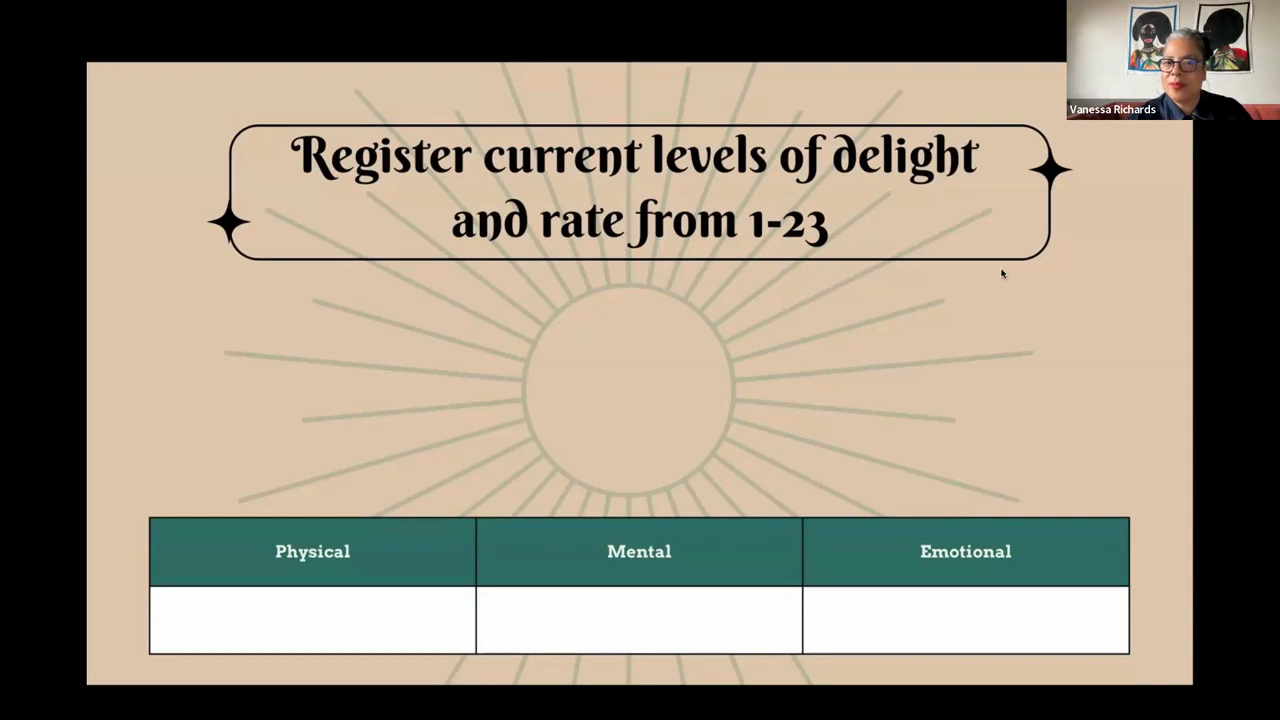 Vanessa Richards
Register current levels of delight
and rate from 1-23
Physical
Mental
Emotional